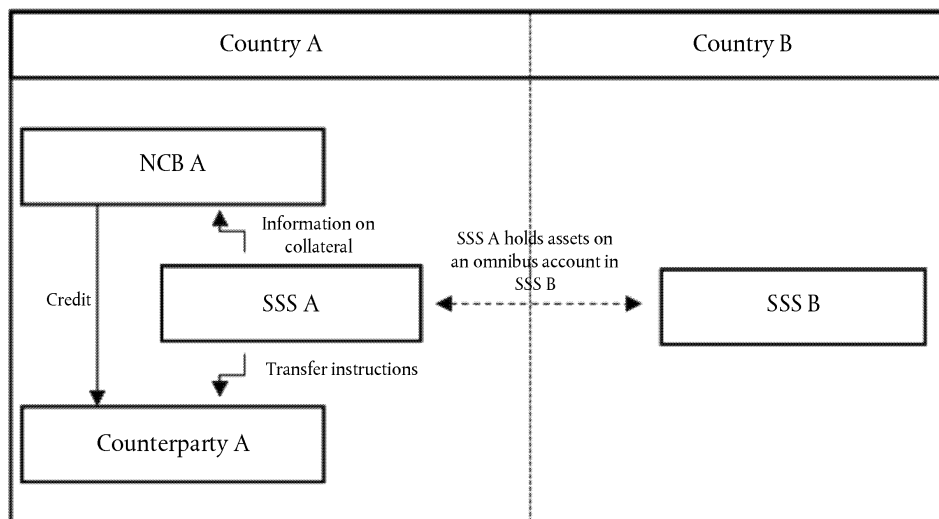 Country A
Country B
NCB A
Information on
collateral
SSS A holds assets on
an omnibus account in
SSS B
Credit
SSS A
SSS B
Transfer instructions
Counterparty A